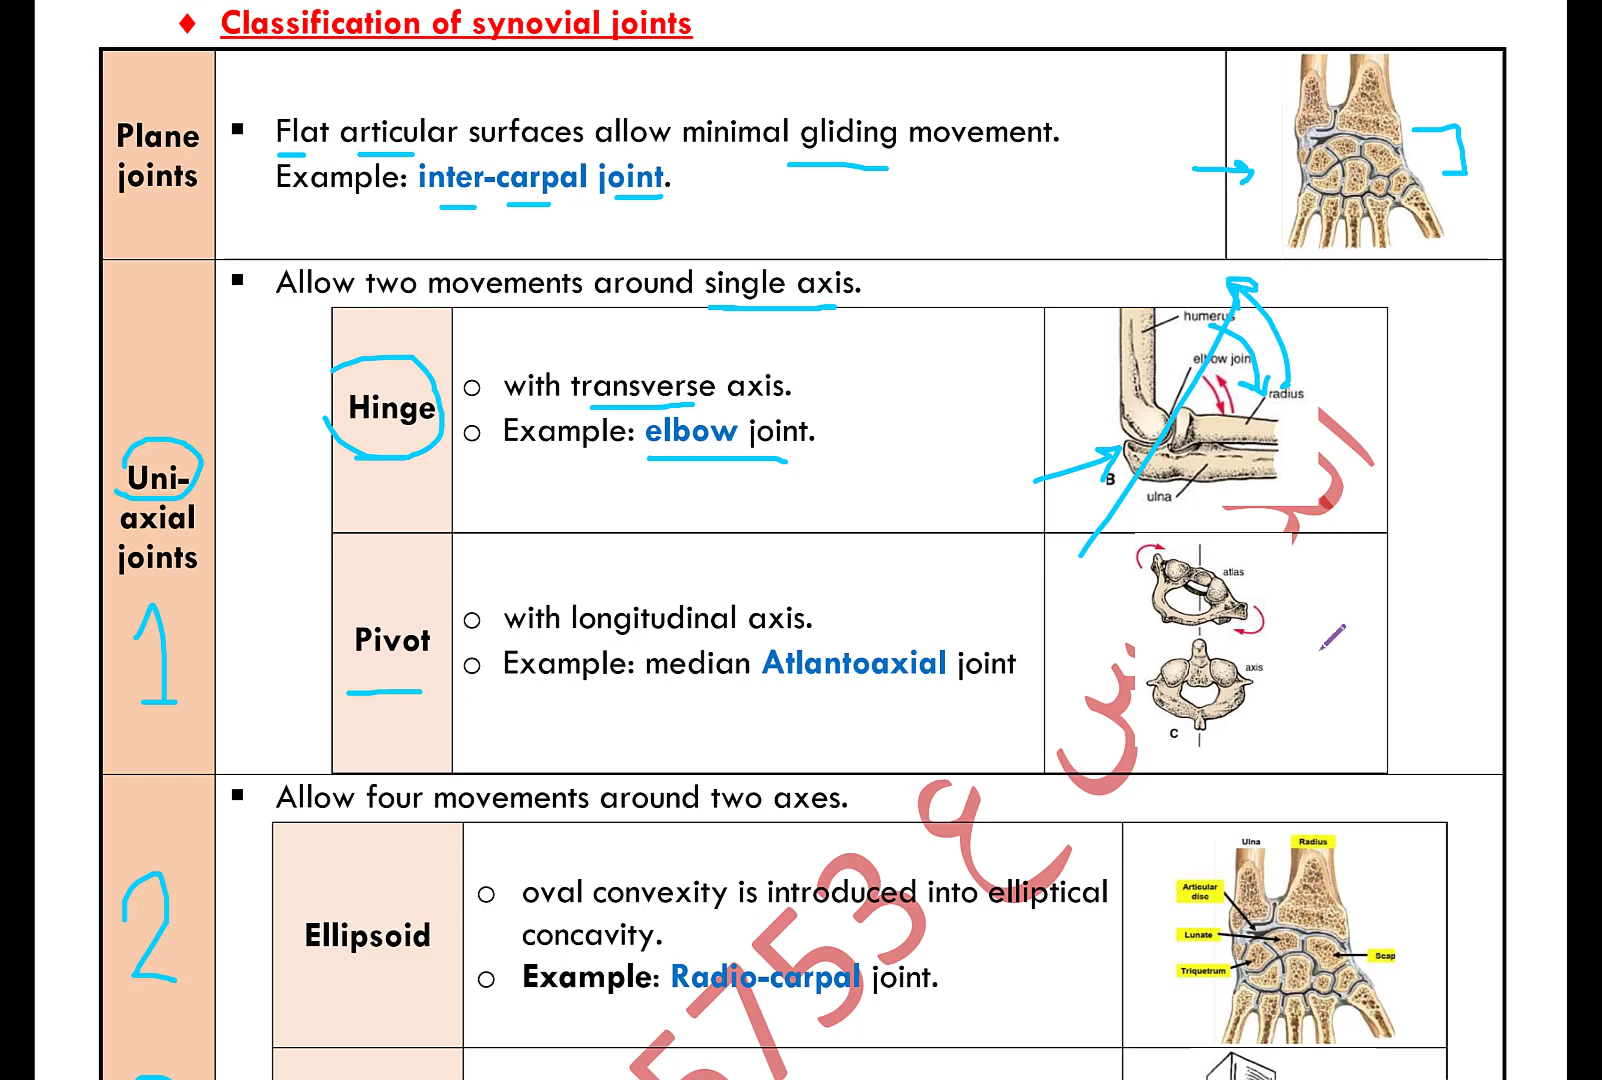 ♦ Classification of synovial joints
Plane
joints
▪ Flat articular surfaces allow minimal gliding movement.
Example: inter-carpal joint.
Uni-
axial
joints
1
▪ Allow two movements around single axis.
Hinge
o with transverse axis.
o Example: elbow joint.
humerus
elbow joint
radius
B
ulna
Pivot
o with longitudinal axis.
o Example: median Atlantoaxial joint
atlas
axis
C
2
▪ Allow four movements around two axes.
Ellipsoid
o oval convexity is introduced into elliptical
concavity.
o Example: Radio-carpal joint.
Ulna Radius
Articular
disc
Lunate
Scap
Triquetrum
5753